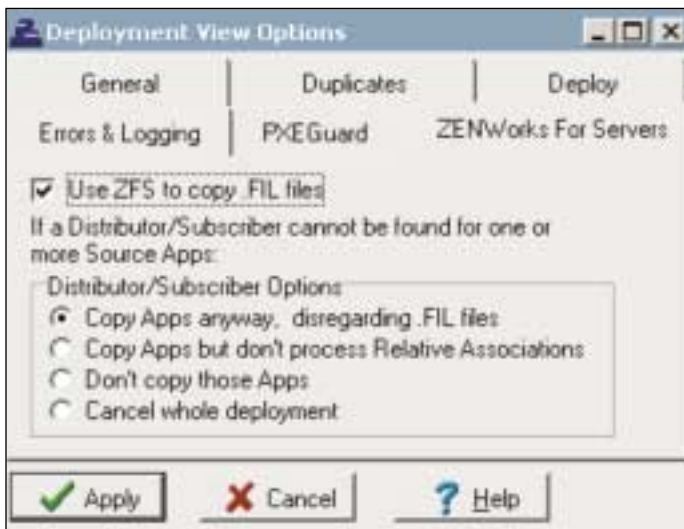 Deployment View Options
General Duplicates Deploy
Errors & Logging PXEGuard ZENWorks For Servers
Use ZFS to copy .FIL files
If a Distributor/Subscriber cannot be found for one or
more Source Apps:
Distributor/Subscriber Options
Copy Apps anyway, disregarding .FIL files
Copy Apps but don't process Relative Associations
Don't copy those Apps
Cancel whole deployment
Apply Cancel Help